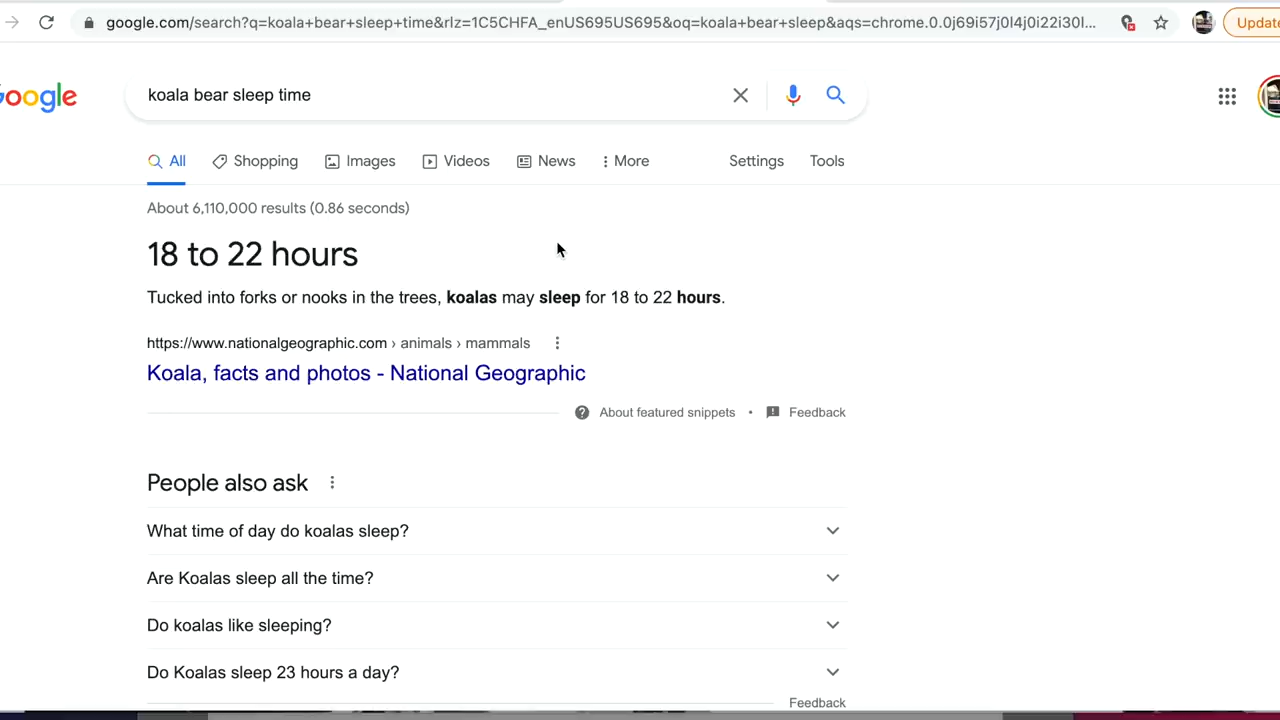 google.com/search?q=koala+bear+sleep+time&rlz=1C5CHFA_enUS695US695&oq=koala+bear+sleep&aqs=chrome.0.0j69i57j0l4j0i22i30l... Update
oogle koala bear sleep time
All Shopping Images Videos News More Settings Tools
About 6,110,000 results (0.86 seconds)
18 to 22 hours
Tucked into forks or nooks in the trees, koalas may sleep for 18 to 22 hours.
https://www.nationalgeographic.com › animals › mammals
Koala, facts and photos - National Geographic
About featured snippets • Feedback
People also ask
What time of day do koalas sleep?
Are Koalas sleep all the time?
Do koalas like sleeping?
Do Koalas sleep 23 hours a day?
Feedback